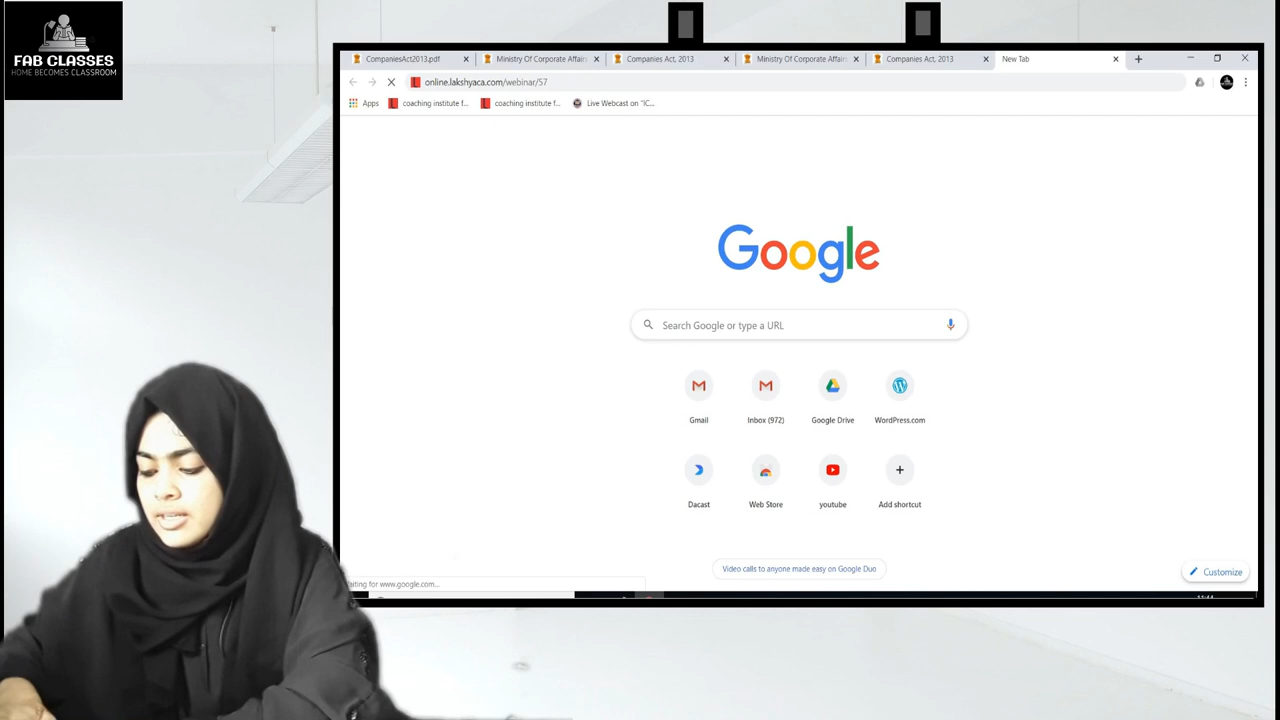 FAB CLASSES
HOME BECOMES CLASSROOM
CompaniesAct2013.pdf
Ministry Of Corporate Affairs
Companies Act, 2013
Ministry Of Corporate Affairs
Companies Act, 2013
New Tab
online.lakshyaca.com/webinar/57
Apps
coaching institute f...
coaching institute f...
Live Webcast on "IC...
Google
Search Google or type a URL
Gmail
Inbox (972)
Google Drive
WordPress.com
Dacast
Web Store
youtube
Add shortcut
Video calls to anyone made easy on Google Duo
Customize
aiting for www.google.com...